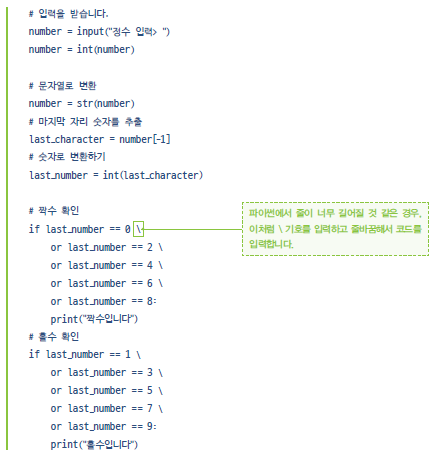 # 입력을 받습니다.
number = input("정수 입력> ")
number = int(number)
# 문자열로 변환
number = str(number)
# 마지막 자리 숫자를 추출
last_character = number[-1]
# 숫자로 변환하기
last_number = int(last_character)
# 짝수 확인
if last_number == 0 \
or last_number == 2 \
or last_number == 4 \
or last_number == 6 \
or last_number == 8:
print("짝수입니다")
# 홀수 확인
if last_number == 1 \
or last_number == 3 \
or last_number == 5 \
or last_number == 7 \
or last_number == 9:
print("홀수입니다")
파이썬에서 줄이 너무 길어질 것 같은 경우,
이처럼 \ 기호를 입력하고 줄바꿈해서 코드를
입력합니다.